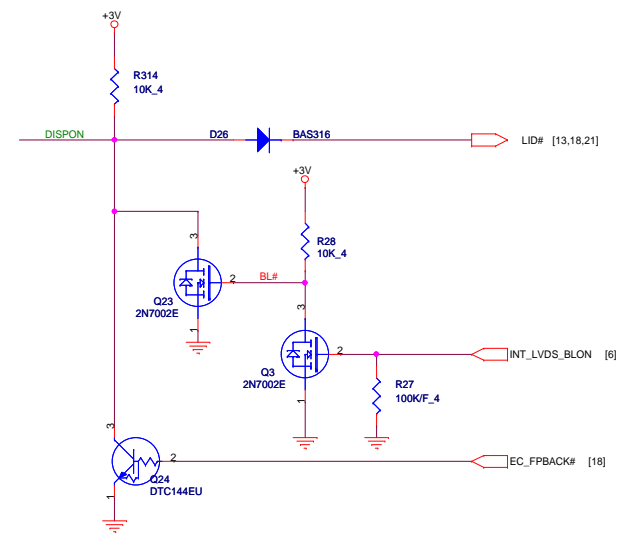 +3V
R314
10K_4
DISPON
D26
BAS316
LID# [13,18,21]
+3V
3
R28
10K_4
2
BL#
Q23
2N7002E
1
3
2
INT_LVDS_BLON [6]
Q3
2N7002E
R27
100K/F_4
1
3
2
EC_FPBACK# [18]
Q24
DTC144EU
1